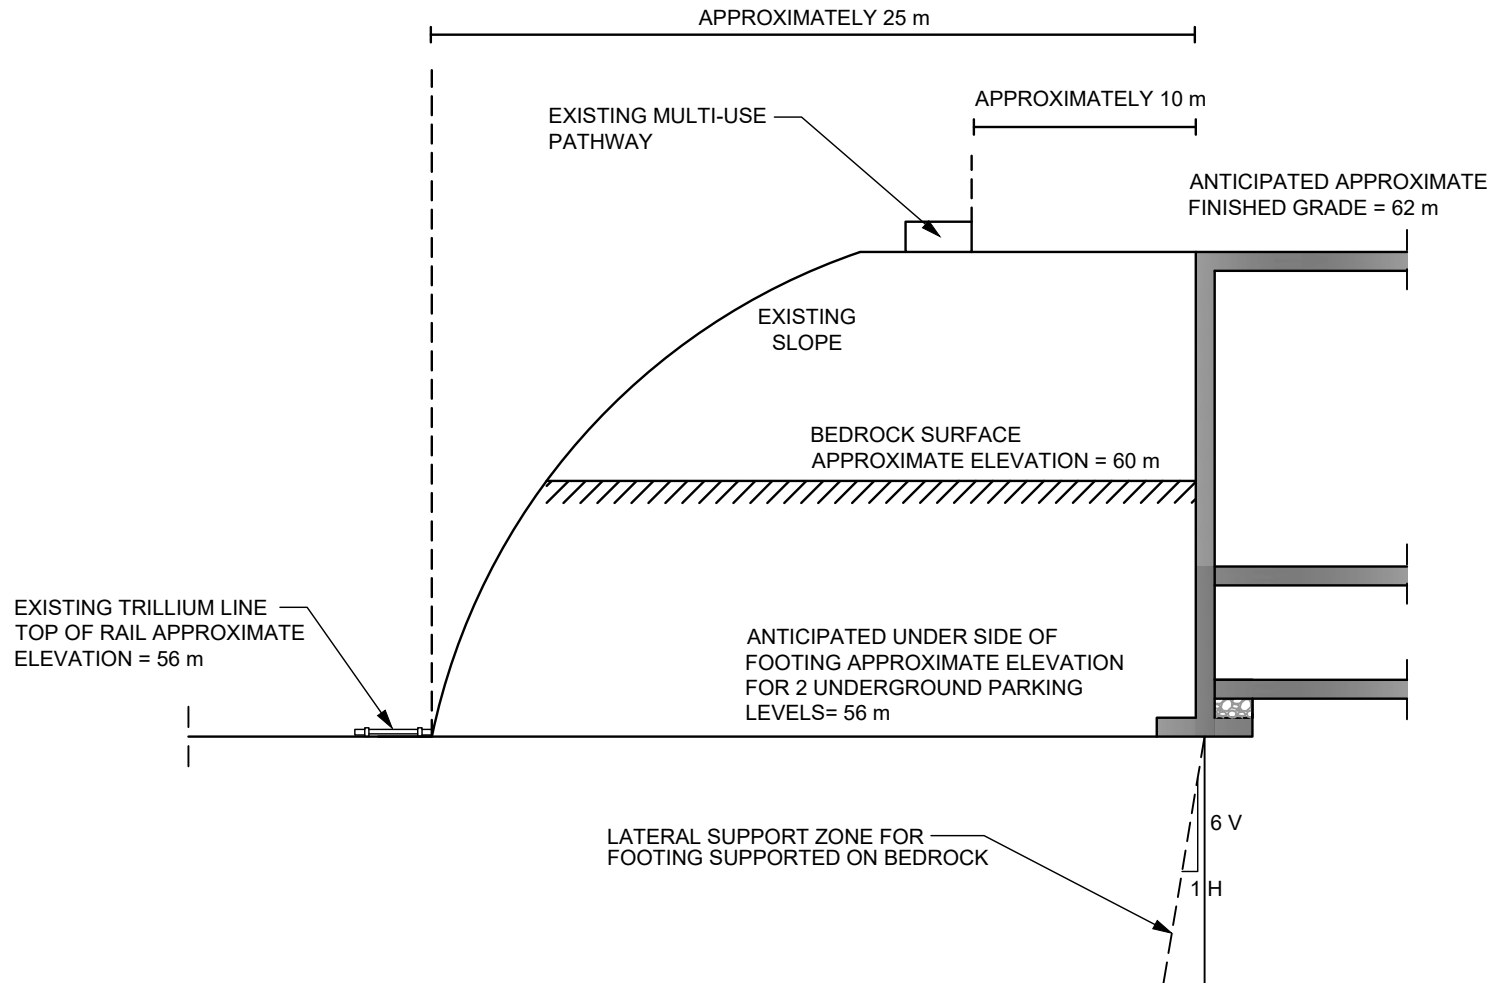 APPROXIMATELY 25 m
APPROXIMATELY 10 m
EXISTING MULTI-USE
PATHWAY
ANTICIPATED APPROXIMATE
FINISHED GRADE = 62 m
EXISTING
SLOPE
BEDROCK SURFACE
APPROXIMATE ELEVATION = 60 m
EXISTING TRILLIUM LINE
TOP OF RAIL APPROXIMATE
ELEVATION = 56 m
ANTICIPATED UNDER SIDE OF
FOOTING APPROXIMATE ELEVATION
FOR 2 UNDERGROUND PARKING
LEVELS= 56 m
LATERAL SUPPORT ZONE FOR
FOOTING SUPPORTED ON BEDROCK
6 V
1 H